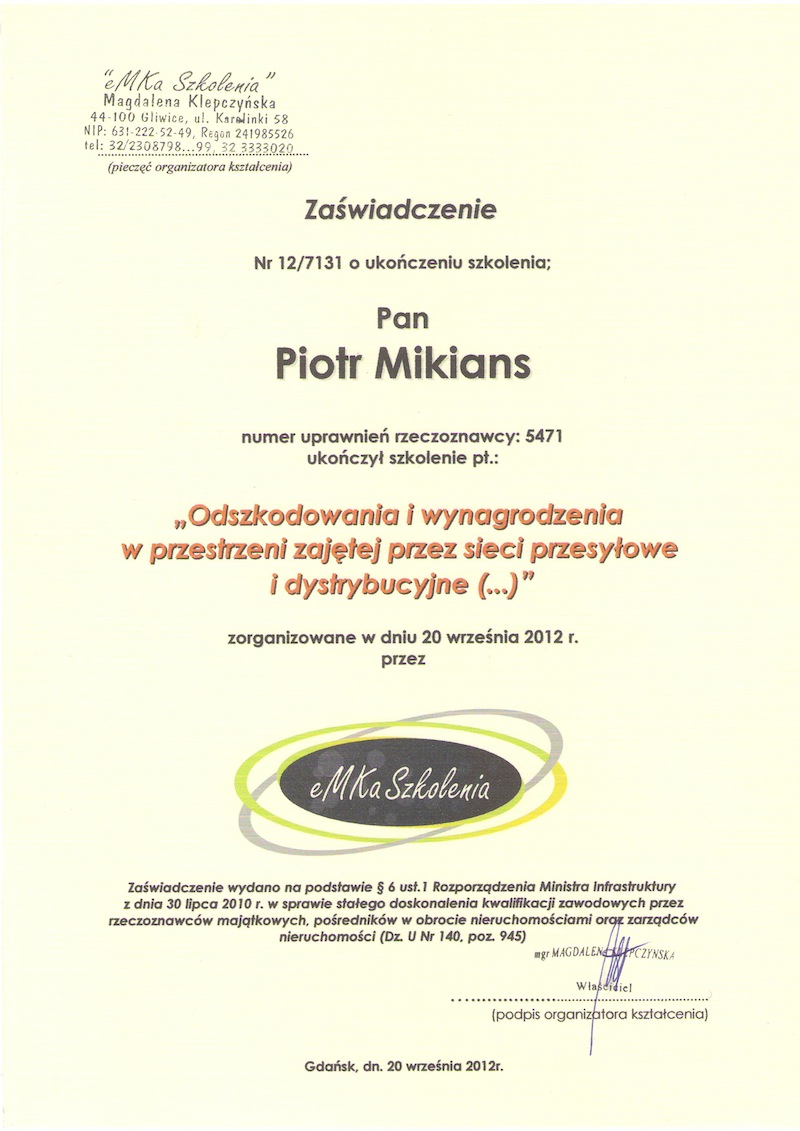 "eMKa Szkolenia"
Magdalena Klepczyńska
44-100 Gliwice, ul. Karolinki 58
NIP: 631-222-52-49, Regon 241985526
tel: 32/2308798...99, 32 3333020
(pieczęć organizatora kształcenia)
Zaświadczenie
Nr 12/7131 o ukończeniu szkolenia;
Pan
Piotr Mikians
numer uprawnień rzeczoznawcy: 5471
ukończył szkolenie pt.:
„Odszkodowania i wynagrodzenia
w przestrzeni zajętej przez sieci przesyłowe
i dystrybucyjne (...)”
zorganizowane w dniu 20 września 2012 r.
przez
eMKa Szkolenia
Zaświadczenie wydano na podstawie § 6 ust.1 Rozporządzenia Ministra Infrastruktury
z dnia 30 lipca 2010 r. w sprawie stałego doskonalenia kwalifikacji zawodowych przez
rzeczoznawców majątkowych, pośredników w obrocie nieruchomościami oraz zarządców
nieruchomości (Dz. U Nr 140, poz. 945)
mgr MAGDALENA KLEPCZYŃSKA
Właściciel
(podpis organizatora kształcenia)
Gdańsk, dn. 20 września 2012r.